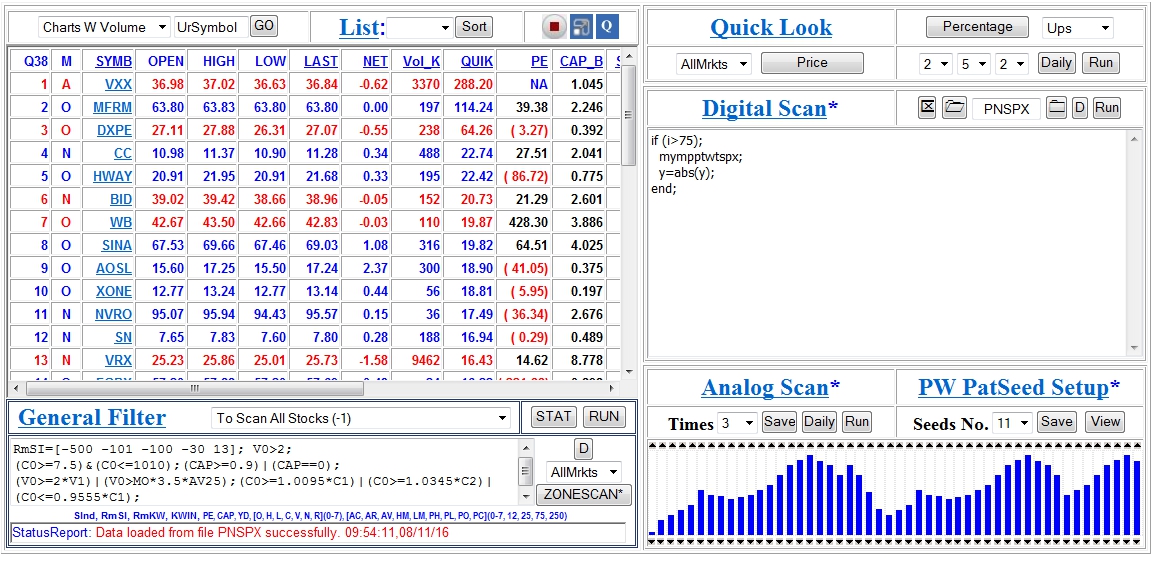 Charts W Volume UrSymbol GO List: Sort Q
Q38 M SYMB OPEN HIGH LOW LAST NET Vol_K QUIK PE CAP_B
1 A VXX 36.98 37.02 36.63 36.84 -0.62 3370 288.20 NA 1.045
2 O MFRM 63.80 63.83 63.80 63.80 0.00 197 114.24 39.38 2.246
3 O DXPE 27.11 27.88 26.31 27.07 -0.55 238 64.26 ( 3.27) 0.392
4 N CC 10.98 11.37 10.90 11.28 0.34 488 22.74 27.51 2.041
5 O HWAY 20.91 21.95 20.91 21.68 0.33 195 22.42 ( 86.72) 0.775
6 N BID 39.02 39.42 38.66 38.96 -0.05 152 20.73 21.29 2.601
7 O WB 42.67 43.50 42.66 42.83 -0.03 110 19.87 428.30 3.886
8 O SINA 67.53 69.66 67.46 69.03 1.08 316 19.82 64.51 4.025
9 O AOSL 15.60 17.25 15.50 17.24 2.37 300 18.90 ( 41.05) 0.375
10 O XONE 12.77 13.24 12.77 13.14 0.44 56 18.81 ( 5.95) 0.197
11 N NVRO 95.07 95.94 94.43 95.57 0.15 36 17.49 ( 36.34) 2.676
12 N SN 7.65 7.83 7.60 7.80 0.28 188 16.94 ( 0.29) 0.489
13 N VRX 25.23 25.86 25.01 25.73 -1.58 9462 16.43 14.62 8.778
General Filter To Scan All Stocks (-1) STAT RUN
RmSI=[-500 -101 -100 -30 13]; V0>2;
(C0>=7.5)&(C0<=1010);(CAP>=0.9)|(CAP==0);
(V0>=2*V1)|(V0>MO*3.5*AV25);(C0>=1.0095*C1)|(C0>=1.0345*C2)|
(C0<=0.9555*C1);
D
AllMrkts
ZONESCAN*
SInd, RmSI, RmKW, KWIN, PE, CAP, YD, [O, H, L, C, V, N, R](0-7), [AC, AR, AV, HM, LM, PH, PL, PO, PC](0-7, 12, 25, 75, 250)
StatusReport: Data loaded from file PNSPX successfully. 09:54:11,08/11/16
Quick Look Percentage Ups
AllMrkts Price 2 5 2 Daily Run
Digital Scan* PNSPX D Run
if (i>75);
mympptwtspx;
y=abs(y);
end;
Analog Scan* PW PatSeed Setup*
Times 3 Save Daily Run Seeds No. 11 Save View